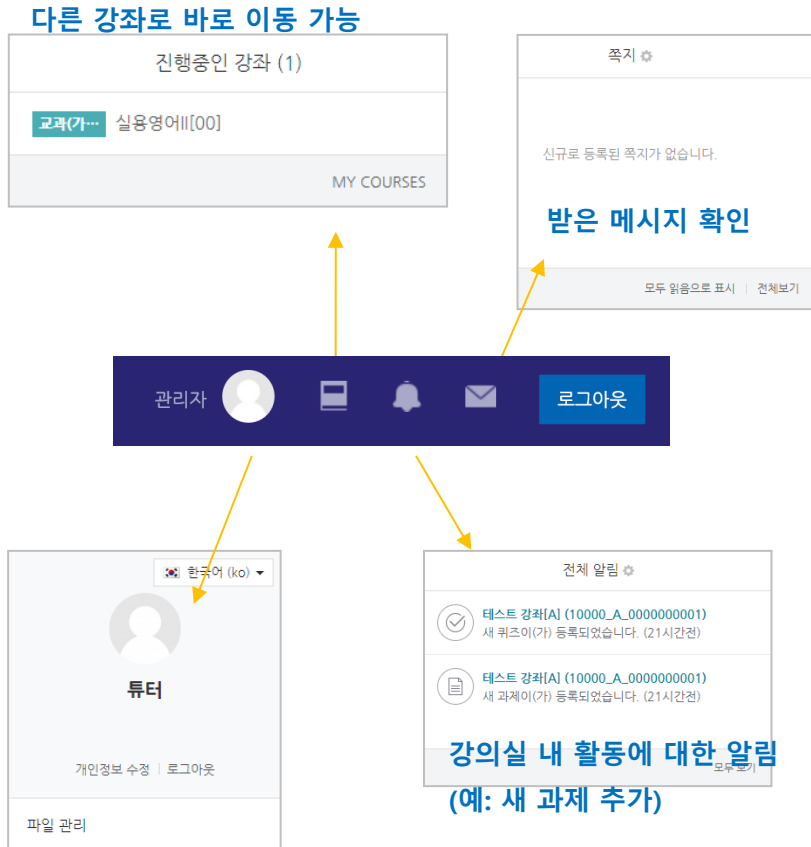 다른 강좌로 바로 이동 가능
진행중인 강좌 (1)
교과(가… 실용영어II[00]
MY COURSES
쪽지
신규로 등록된 쪽지가 없습니다.
받은 메시지 확인
모두 읽음으로 표시 | 전체보기
관리자 로그아웃
한국어 (ko)
튜터
개인정보 수정 | 로그아웃
파일 관리
전체 알림
테스트 강좌[A] (10000_A_0000000001)
새 퀴즈이(가) 등록되었습니다. (21시간전)
테스트 강좌[A] (10000_A_0000000001)
새 과제이(가) 등록되었습니다. (21시간전)
강의실 내 활동에 대한 알림
모두 보기
(예: 새 과제 추가)